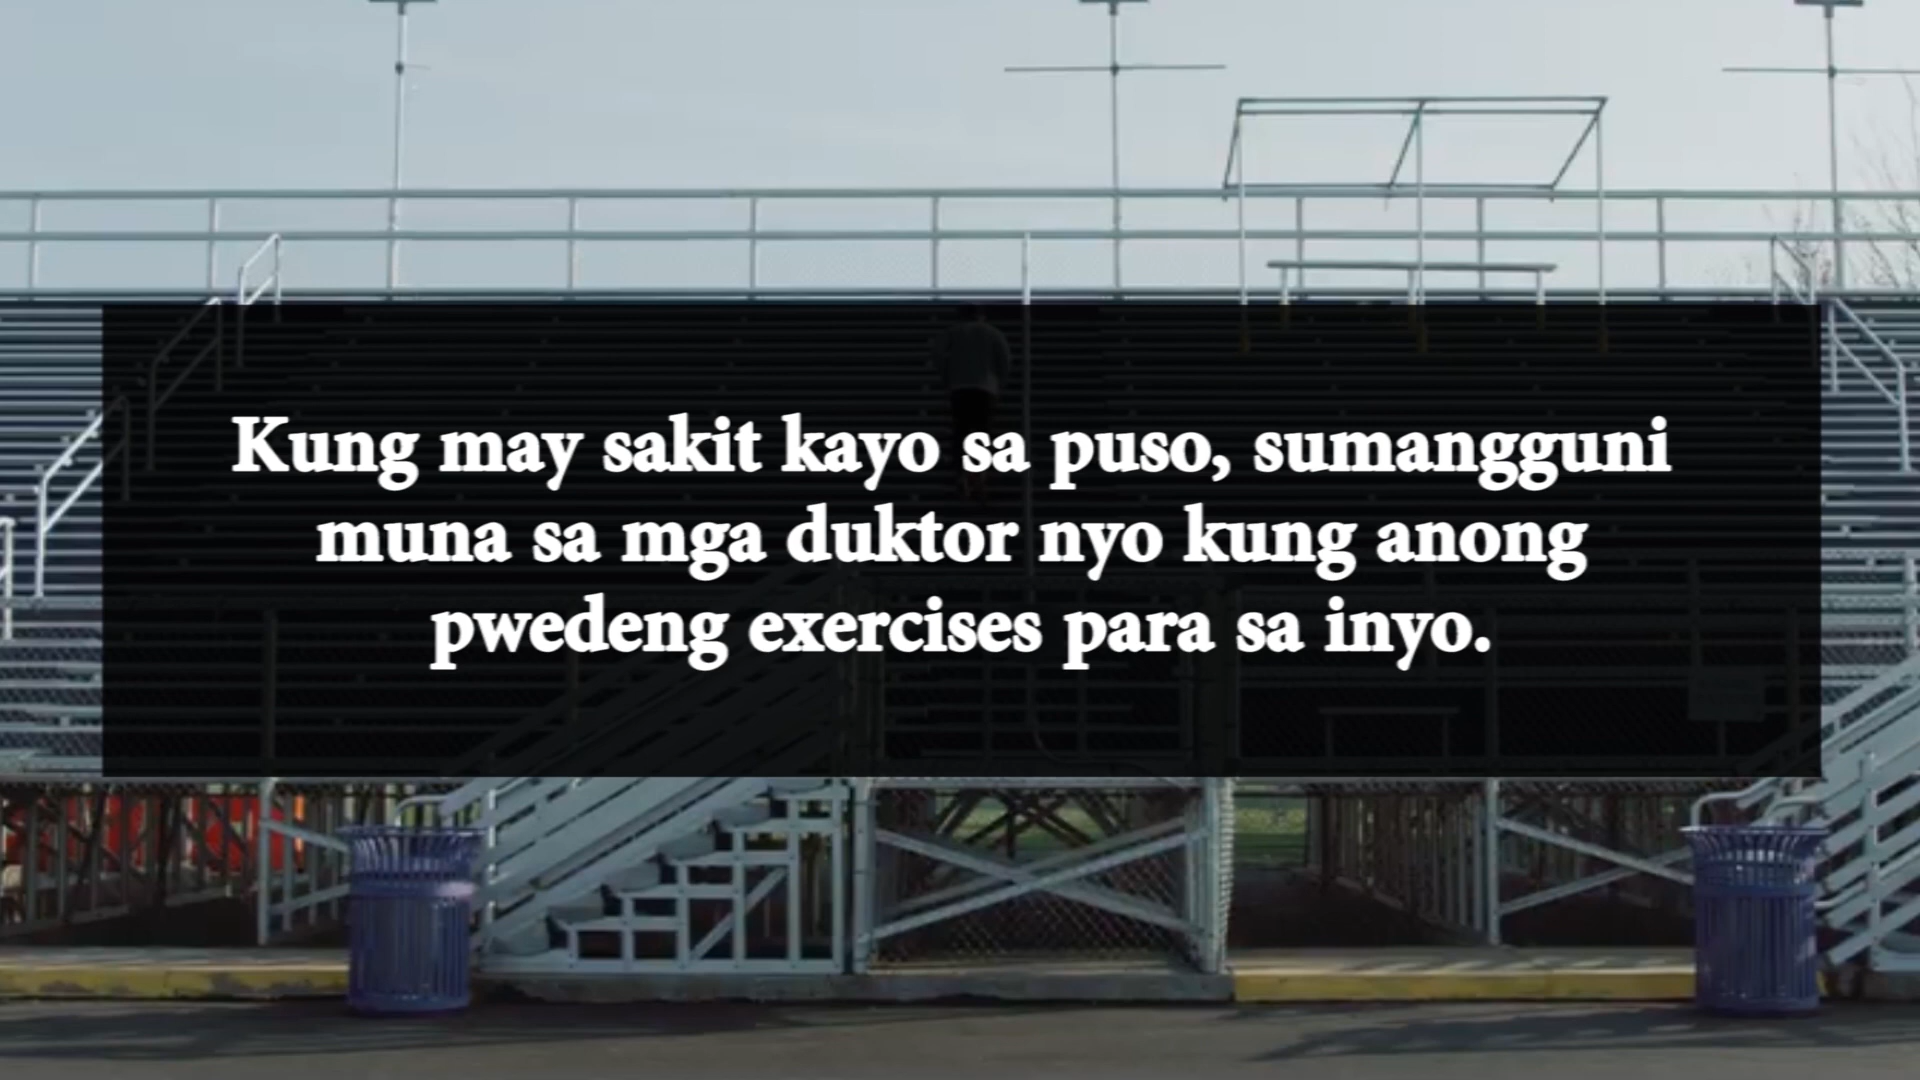 Kung may sakit kayo sa puso, sumangguni
muna sa mga duktor nyo kung anong
pwedeng exercises para sa inyo.